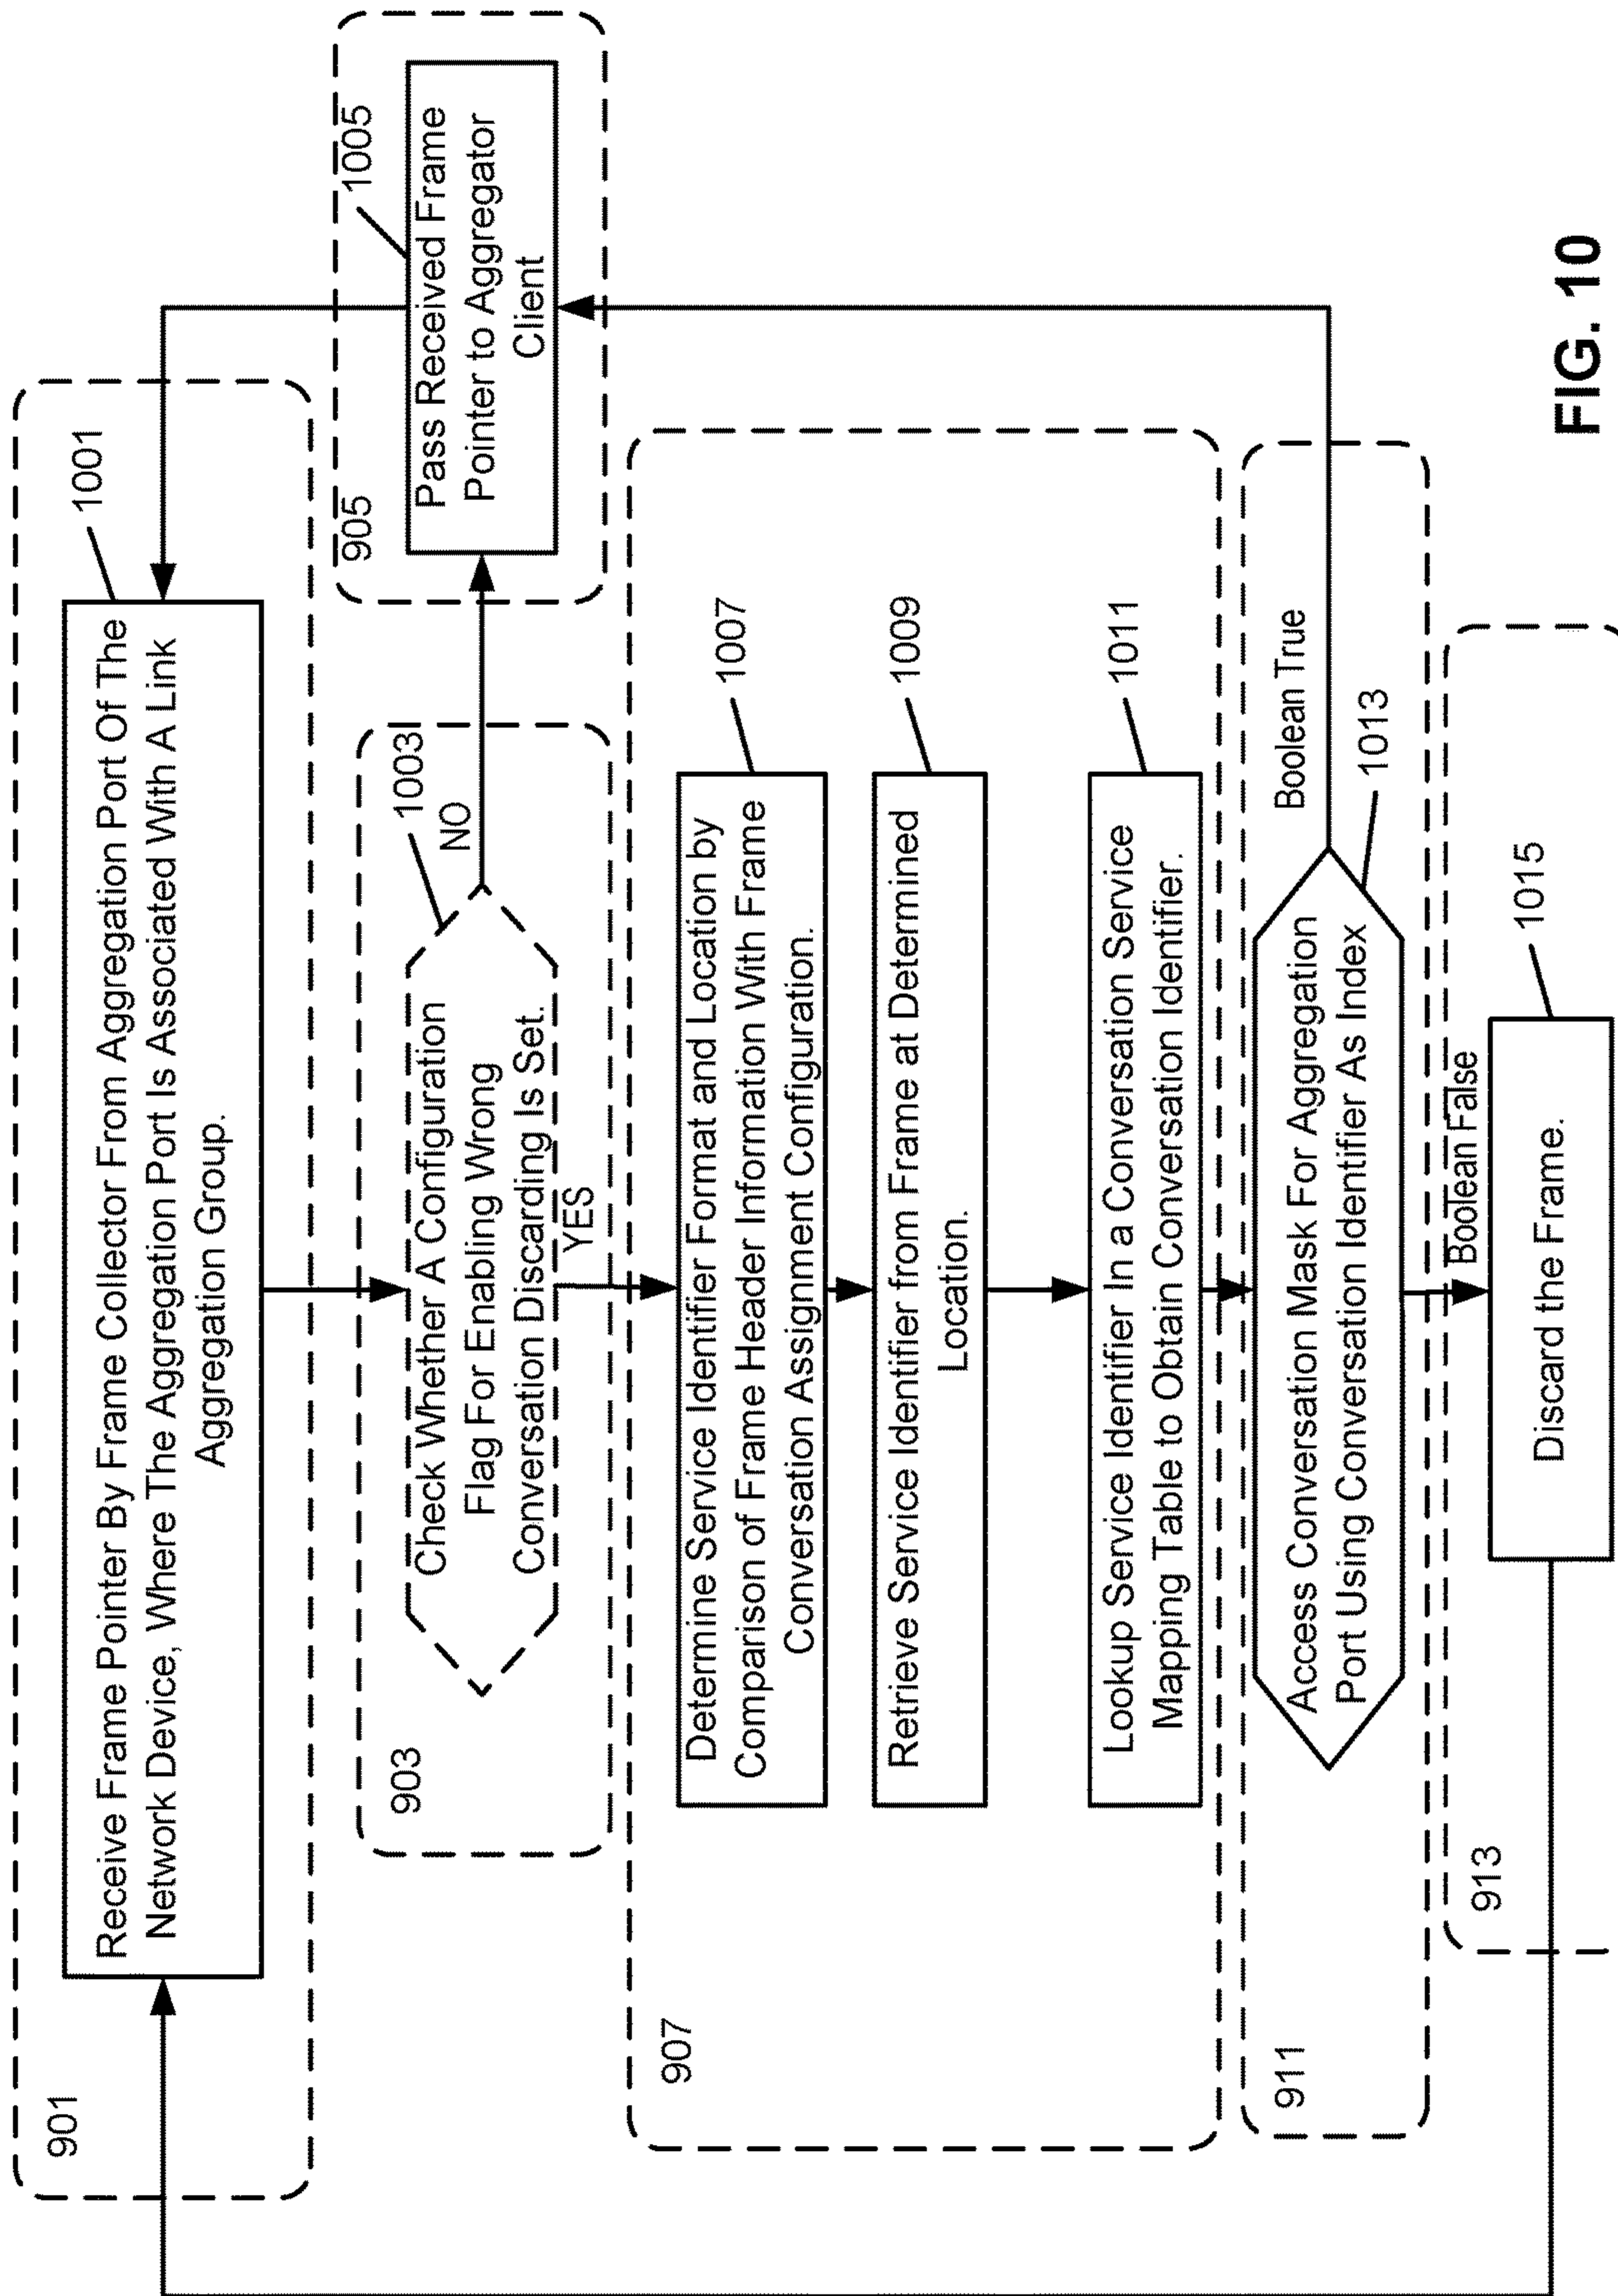 901
1001
Receive Frame Pointer By Frame Collector From Aggregation Port Of The
Network Device, Where The Aggregation Port Is Associated With A Link
Aggregation Group.
903
1003
Check Whether A Configuration
Flag For Enabling Wrong
Conversation Discarding Is Set.
NO
YES
905
1005
Pass Received Frame
Pointer to Aggregator
Client
907
1007
Determine Service Identifier Format and Location by
Comparison of Frame Header Information With Frame
Conversation Assignment Configuration.
1009
Retrieve Service Identifier from Frame at Determined
Location.
1011
Lookup Service Identifier In a Conversation Service
Mapping Table to Obtain Conversation Identifier.
911
Boolean True
1013
Access Conversation Mask For Aggregation
Port Using Conversation Identifier As Index
Boolean False
913
1015
Discard the Frame.
FIG. 10